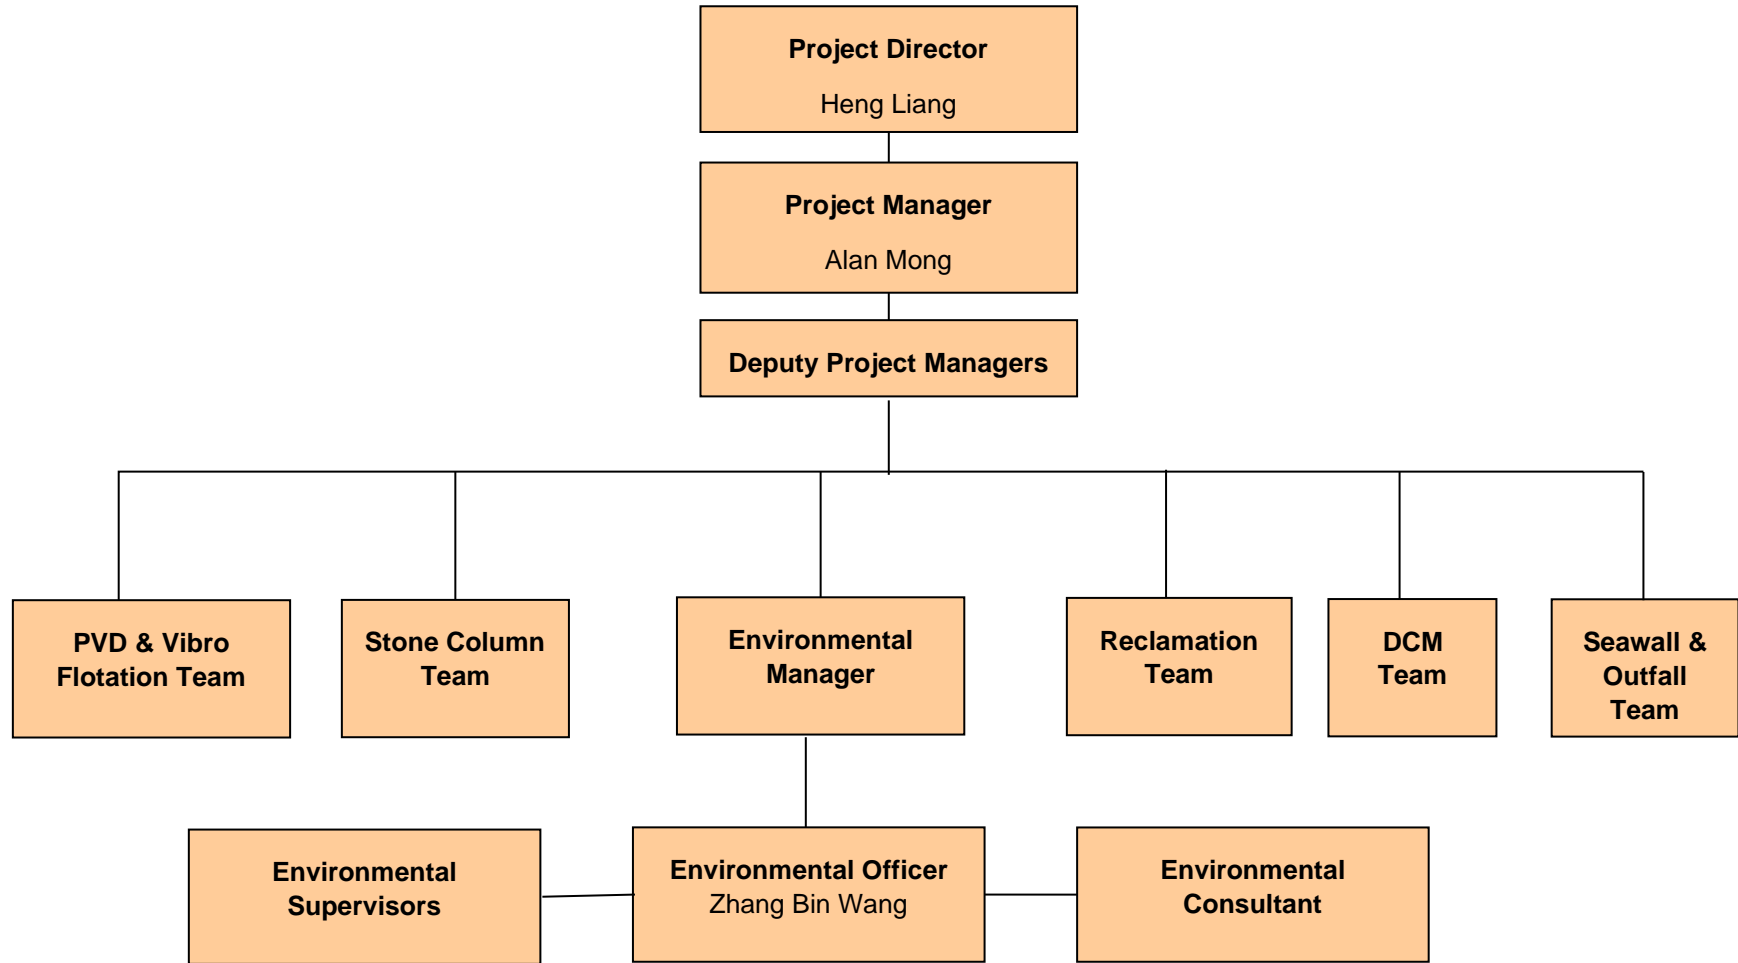 Project Director
Heng Liang
Project Manager
Alan Mong
Deputy Project Managers
PVD & Vibro
Flotation Team
Stone Column
Team
Environmental
Manager
Reclamation
Team
DCM
Team
Seawall &
Outfall
Team
Environmental
Supervisors
Environmental Officer
Zhang Bin Wang
Environmental
Consultant